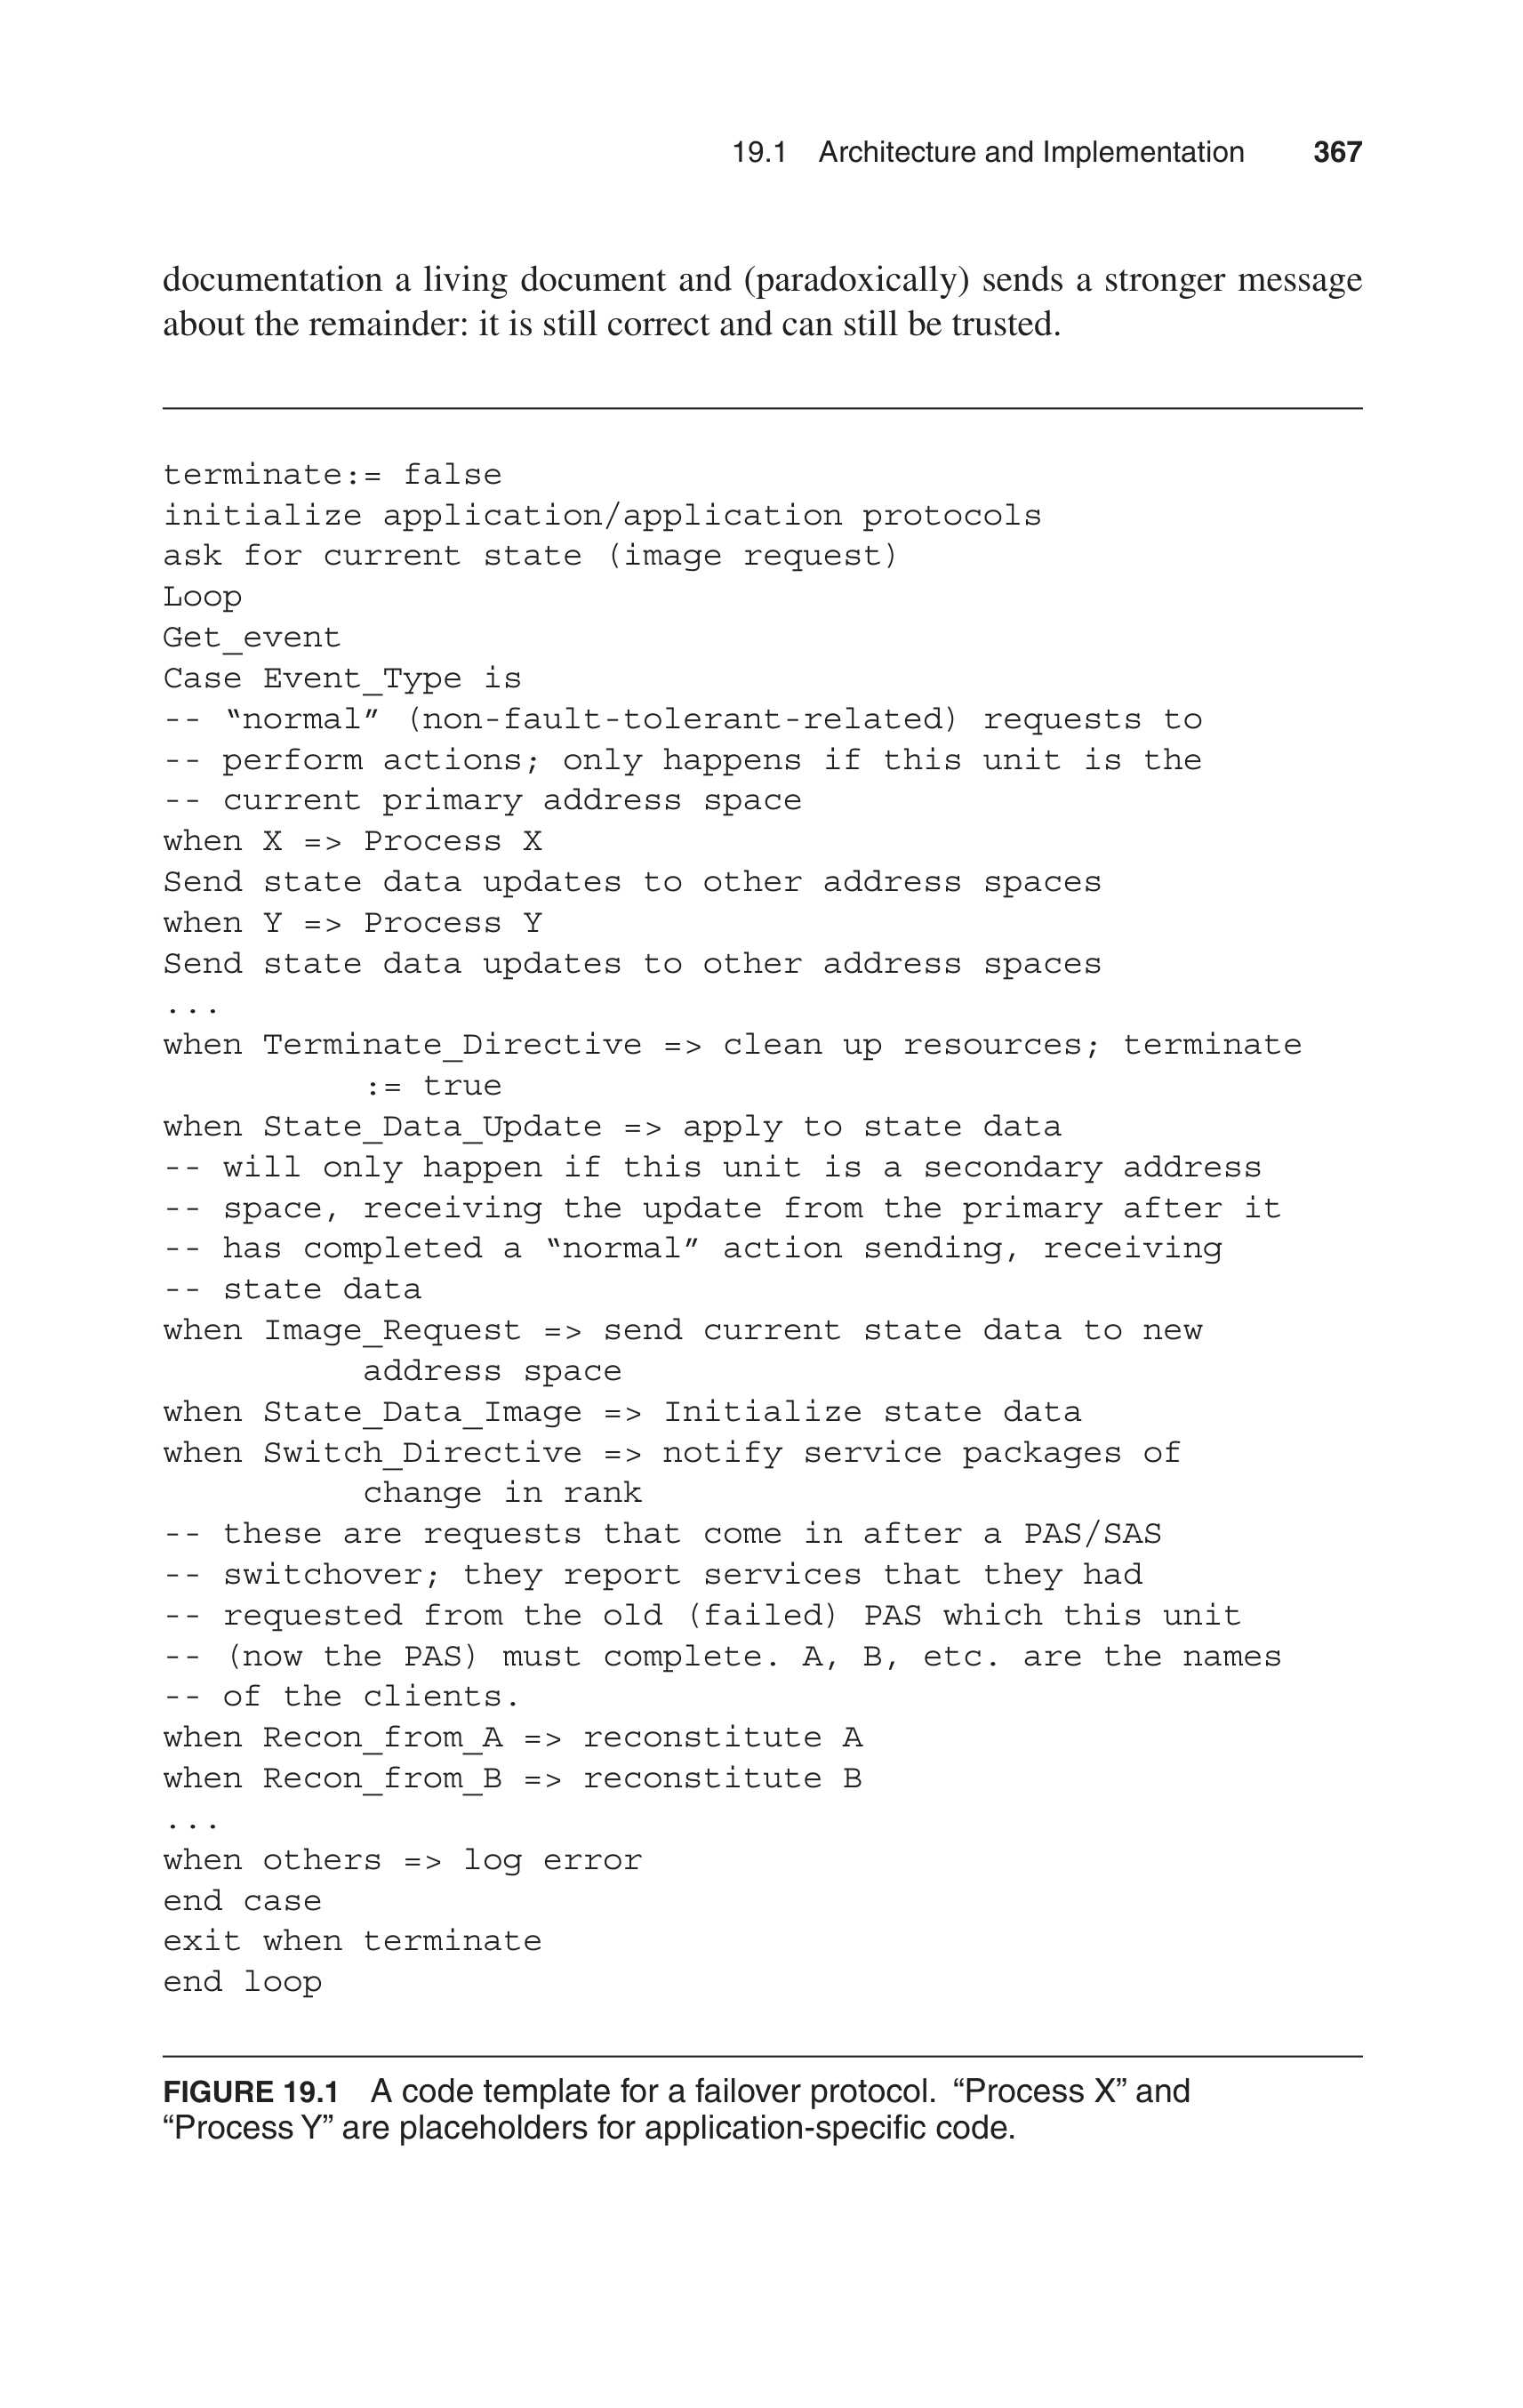 19.1 Architecture and Implementation 367
documentation a living document and (paradoxically) sends a stronger message
about the remainder: it is still correct and can still be trusted.
terminate:= false
initialize application/application protocols
ask for current state (image request)
Loop
Get_event
Case Event_Type is
-- “normal” (non-fault-tolerant-related) requests to
-- perform actions; only happens if this unit is the
-- current primary address space
when X => Process X
Send state data updates to other address spaces
when Y => Process Y
Send state data updates to other address spaces
...
when Terminate_Directive => clean up resources; terminate
:= true
when State_Data_Update => apply to state data
-- will only happen if this unit is a secondary address
-- space, receiving the update from the primary after it
-- has completed a “normal” action sending, receiving
-- state data
when Image_Request => send current state data to new
address space
when State_Data_Image => Initialize state data
when Switch_Directive => notify service packages of
change in rank
-- these are requests that come in after a PAS/SAS
-- switchover; they report services that they had
-- requested from the old (failed) PAS which this unit
-- (now the PAS) must complete. A, B, etc. are the names
-- of the clients.
when Recon_from_A => reconstitute A
when Recon_from_B => reconstitute B
...
when others => log error
end case
exit when terminate
end loop
FIGURE 19.1 A code template for a failover protocol. “Process X” and
“Process Y” are placeholders for application-specific code.